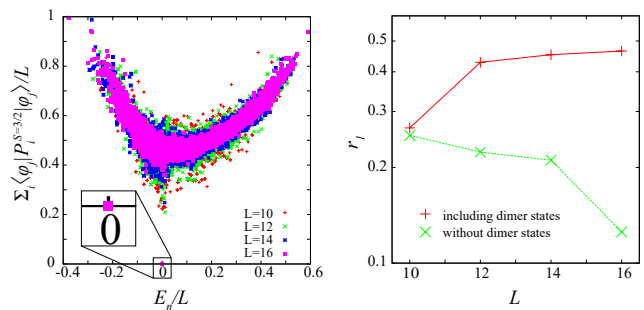 1
0.8
0.6
0.4
0.2
0
-0.4
-0.2
0
0.2
0.4
0.6
Σ_i⟨φ_j|P_i^{S=3/2}|φ_j⟩/L
E_n/L
L=10
L=12
L=14
L=16
0
0.5
0.3
0.2
0.1
10
12
14
16
r_l
L
including dimer states
without dimer states